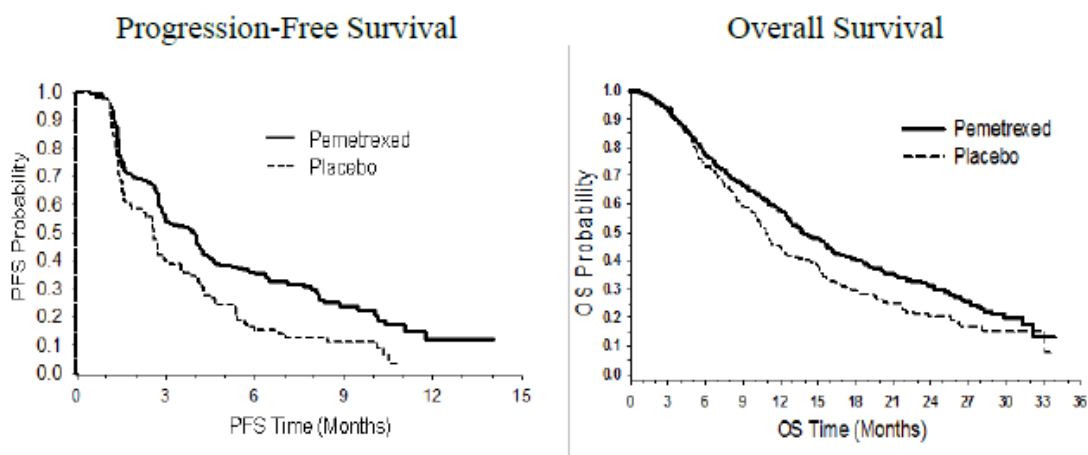 Progression-Free Survival
1.0
0.9
0.8
0.7
0.6
0.5
0.4
0.3
0.2
0.1
0.0
PFS Probability
Pemetrexed
Placebo
0 3 6 9 12 15
PFS Time (Months)
Overall Survival
1.0
0.9
0.8
0.7
0.6
0.5
0.4
0.3
0.2
0.1
0.0
OS Probability
Pemetrexed
Placebo
0 3 6 9 12 15 18 21 24 27 30 33 36
OS Time (Months)